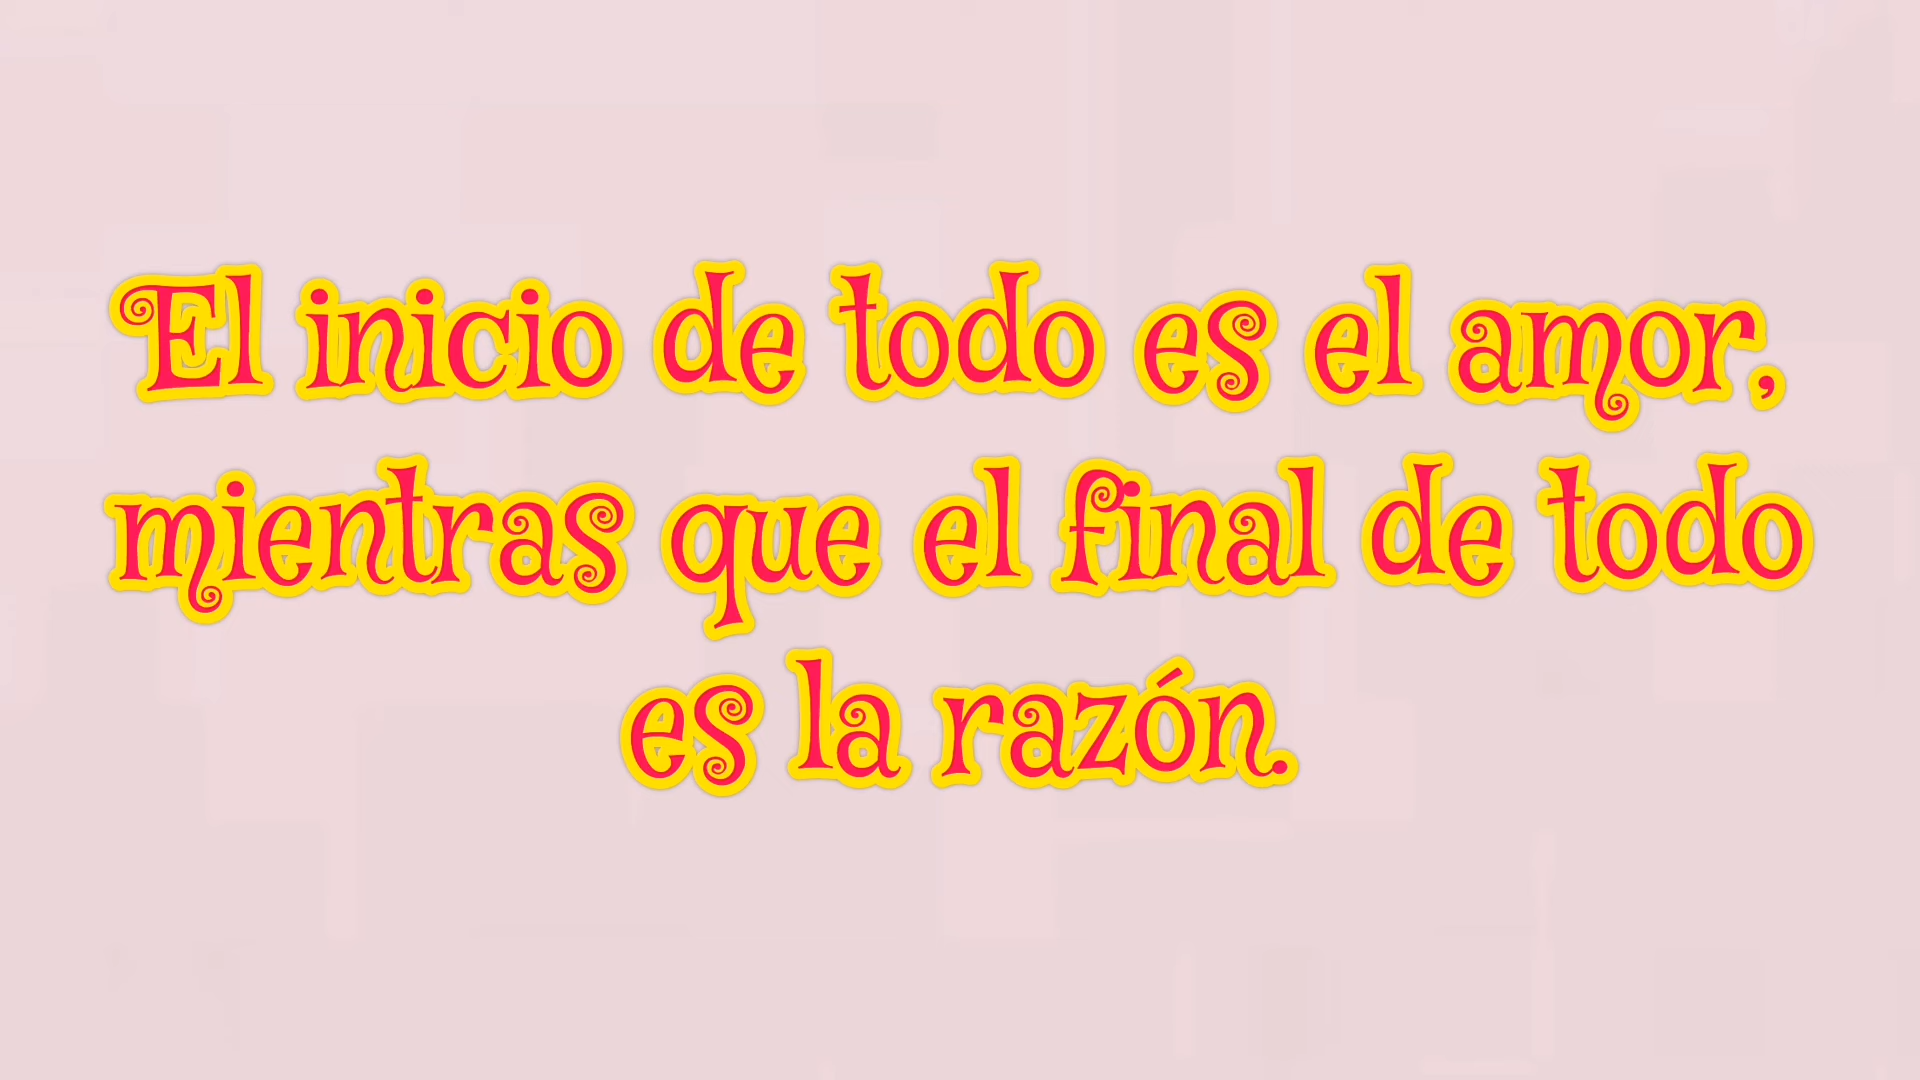 El inicio de todo es el amor,
mientras que el final de todo
es la razón.